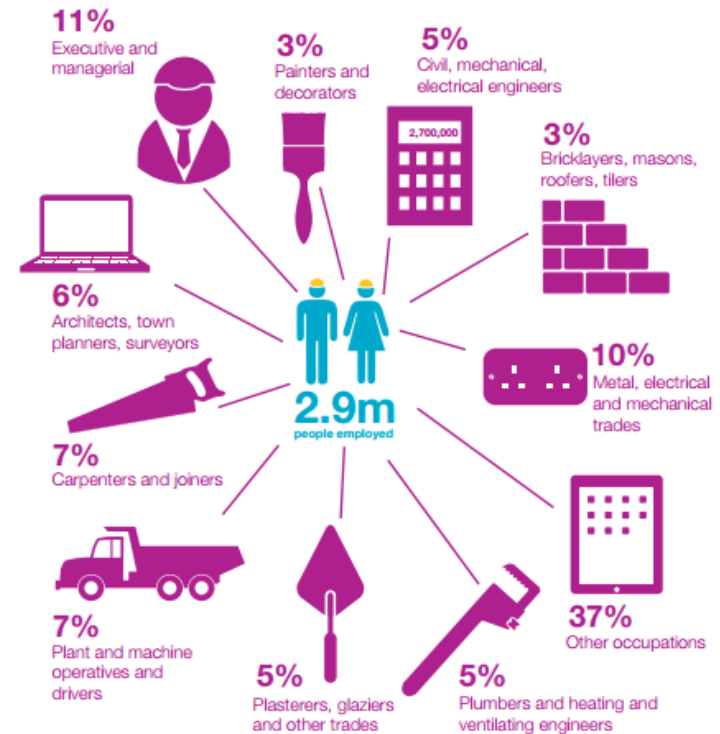 11%
Executive and
managerial
3%
Painters and
decorators
5%
Civil, mechanical,
electrical engineers
2,700,000
3%
Bricklayers, masons,
roofers, tilers
6%
Architects, town
planners, surveyors
10%
Metal, electrical
and mechanical
trades
2.9m
people employed
7%
Carpenters and joiners
37%
Other occupations
7%
Plant and machine
operatives and
drivers
5%
Plasterers, glaziers
and other trades
5%
Plumbers and heating and
ventilating engineers